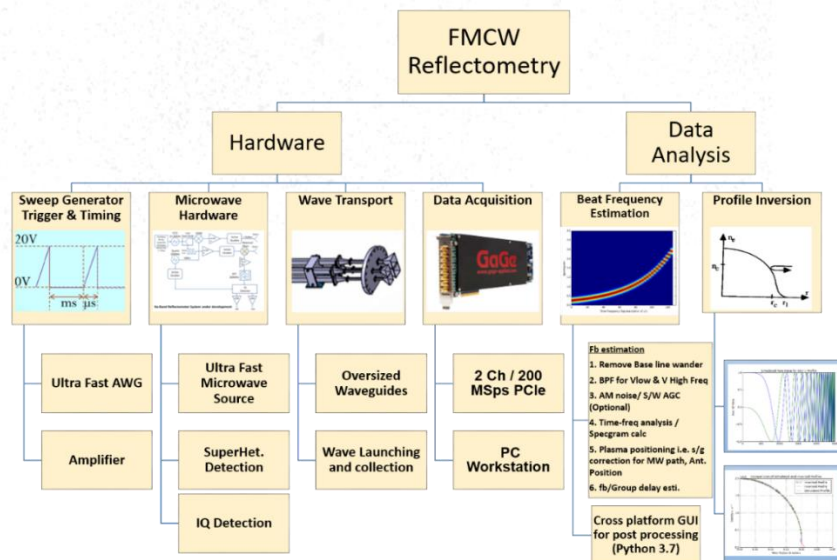 FMCW
Reflectometry
Hardware
Data
Analysis
Sweep Generator
Trigger & Timing
20V
0V
ms
µs
Microwave
Hardware
Wave Transport
Data Acquisition
GaGe
Beat Frequency
Estimation
Profile Inversion
Ultra Fast AWG
Amplifier
Ultra Fast
Microwave
Source
SuperHet.
Detection
IQ Detection
Oversized
Waveguides
Wave Launching
and collection
2 Ch / 200
MSps PCIe
PC
Workstation
Fb estimation
1. Remove Base line wander
2. BPF for Vlow & V High Freq
3. AM noise/ S/W AGC
(Optional)
4. Time-freq analysis /
Specgram calc
5. Plasma positioning i.e. s/g
correction for MW path, Ant.
Position
6. fb/Group delay esti.
Cross platform GUI
for post processing
(Python 3.7)